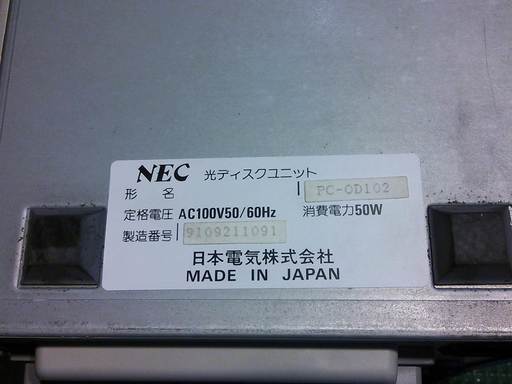 NEC 光ディスクユニット
形 名 PC-OD102
定格電圧 AC100V50/60Hz 消費電力50W
製造番号 9109211091
日本電気株式会社
MADE IN JAPAN